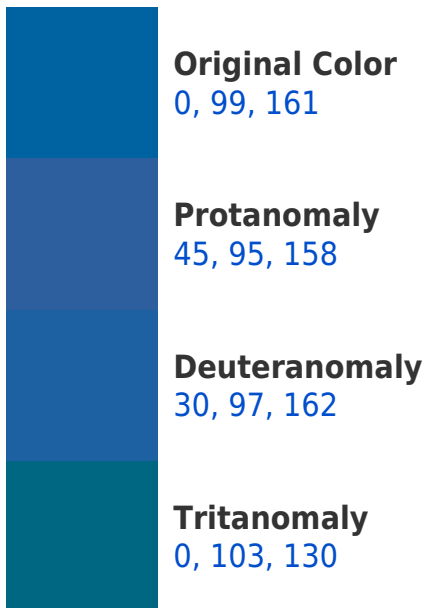 Original Color
0, 99, 161
Protanomaly
45, 95, 158
Deuteranomaly
30, 97, 162
Tritanomaly
0, 103, 130